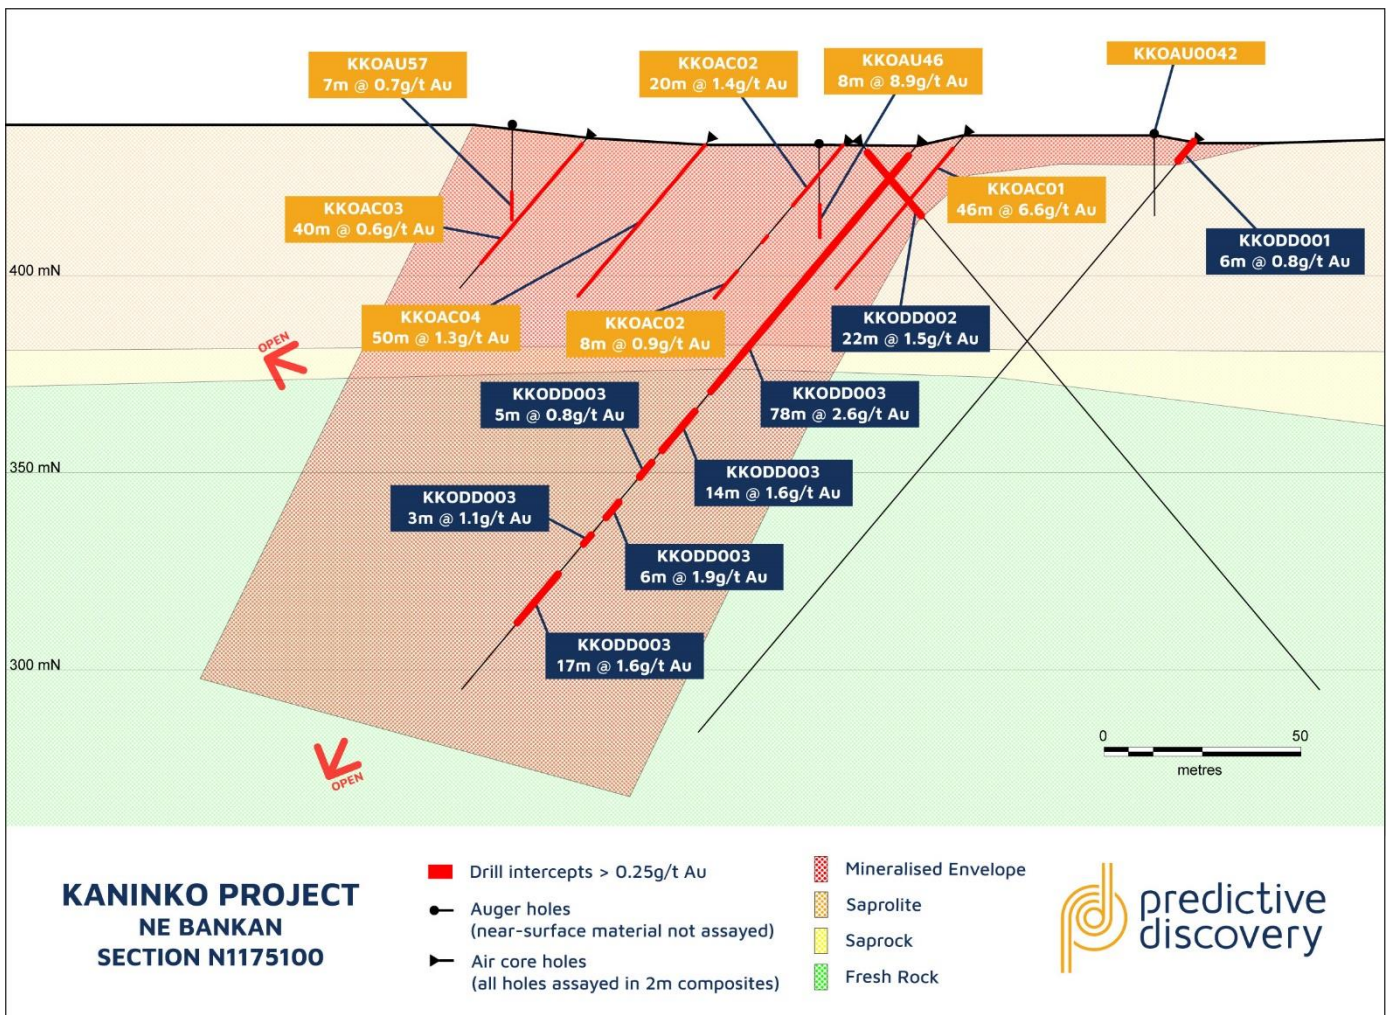 KKOAU57
7m @ 0.7g/t Au
KKOAC02
20m @ 1.4g/t Au
KKOAU46
8m @ 8.9g/t Au
KKOAU0042
KKOAC03
40m @ 0.6g/t Au
KKOAC01
46m @ 6.6g/t Au
KKODD001
6m @ 0.8g/t Au
400 mN
KKOAC04
50m @ 1.3g/t Au
KKOAC02
8m @ 0.9g/t Au
KKODD002
22m @ 1.5g/t Au
OPEN
KKODD003
5m @ 0.8g/t Au
KKODD003
78m @ 2.6g/t Au
350 mN
KKODD003
14m @ 1.6g/t Au
KKODD003
3m @ 1.1g/t Au
KKODD003
6m @ 1.9g/t Au
300 mN
KKODD003
17m @ 1.6g/t Au
OPEN
0 50
metres
KANINKO PROJECT
NE BANKAN
SECTION N1175100
Drill intercepts > 0.25g/t Au
Auger holes
(near-surface material not assayed)
Air core holes
(all holes assayed in 2m composites)
Mineralised Envelope
Saprolite
Saprock
Fresh Rock
predictive
discovery